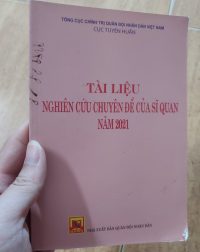 TỔNG CỤC CHÍNH TRỊ QUÂN ĐỘI NHÂN DÂN VIỆT NAM
CỤC TUYÊN HUẤN
TÀI LIỆU
NGHIÊN CỨU CHUYÊN ĐỀ CỦA SĨ QUAN
NĂM 2021
NHÀ XUẤT BẢN QUÂN ĐỘI NHÂN DÂN